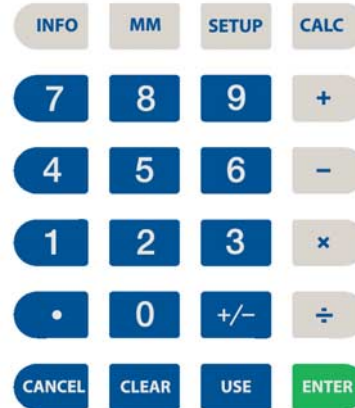 INFO MM SETUP CALC
7 8 9 +
4 5 6 −
1 2 3 ×
• 0 +/− ÷
CANCEL CLEAR USE ENTER